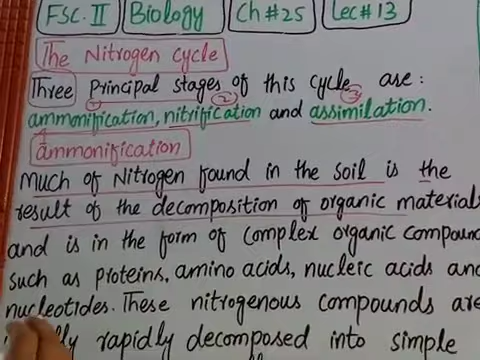 FSC. II Biology Ch #25 Lec# 13
The Nitrogen cycle
Three Principal stages of this cycle are:
1 2 3
ammonification, nitrification and assimilation.
ammonification
Much of Nitrogen found in the soil is the
result of the decomposition of organic materials
and is in the form of complex organic
such as proteins, amino acids, nucleic acids and
nucleotides. These nitrogenous compounds are
rapidly decomposed into simple